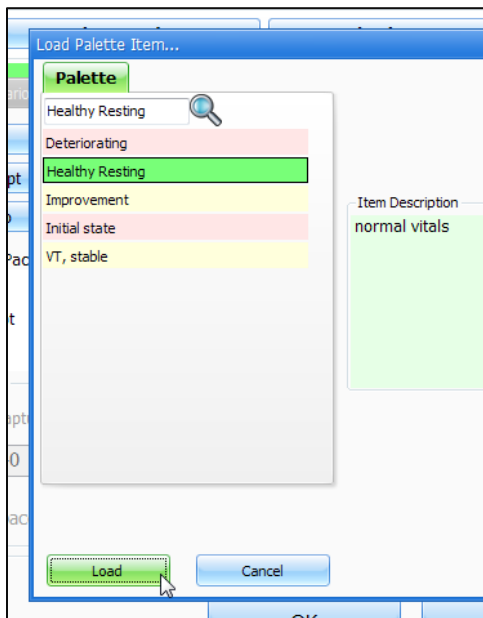 Load Palette Item...
Palette
Healthy Resting
Deteriorating
Healthy Resting
Improvement
Initial state
VT, stable
Item Description
normal vitals
Load
Cancel
OK